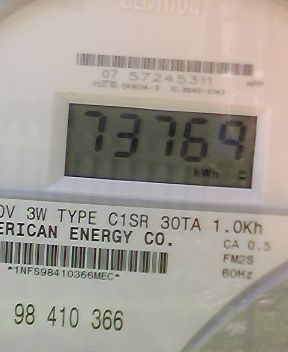 CENTRON
07 57245311
73769
kWh
0V 3W TYPE C1SR 30TA 1.0Kh
ERICAN ENERGY CO.
CA 0.5
FM2S
*1NFS98410366MEC*
60Hz
98 410 366